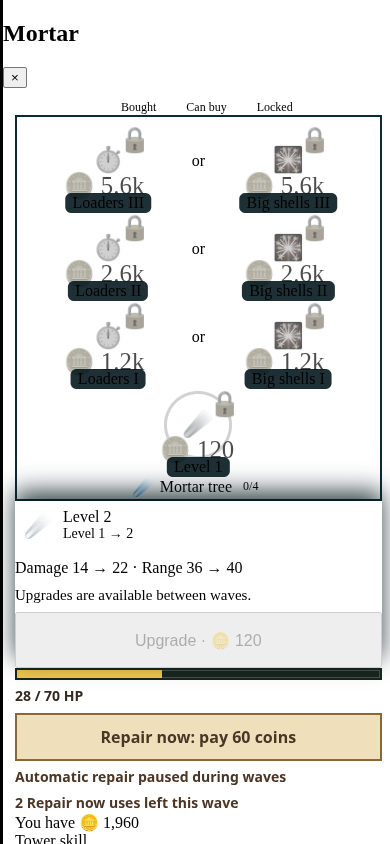 Mortar
×
Bought Can buy Locked
or
5.6k 5.6k
Loaders III Big shells III
or
2.6k 2.6k
Loaders II Big shells II
or
1.2k 1.2k
Loaders I Big shells I
120
Level 1
Mortar tree 0/4
Level 2
Level 1 → 2
Damage 14 → 22 · Range 36 → 40
Upgrades are available between waves.
Upgrade · 120
28 / 70 HP
Repair now: pay 60 coins
Automatic repair paused during waves
2 Repair now uses left this wave
You have 1,960
Tower skill